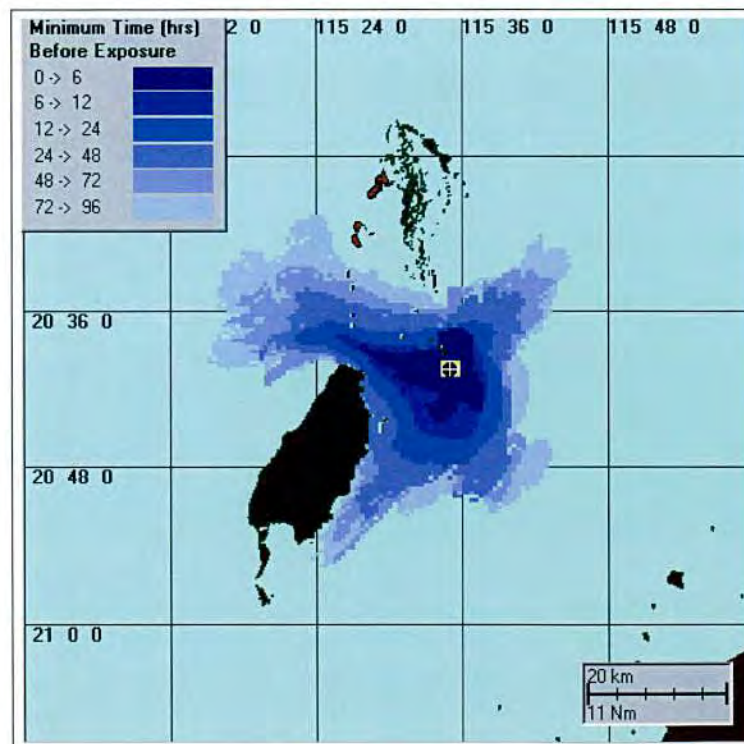 Minimum Time (hrs)
Before Exposure
0 -> 6
6 -> 12
12 -> 24
24 -> 48
48 -> 72
72 -> 96
2 0
115 24 0
115 36 0
115 48 0
20 36 0
20 48 0
21 0 0
20 km
11 Nm